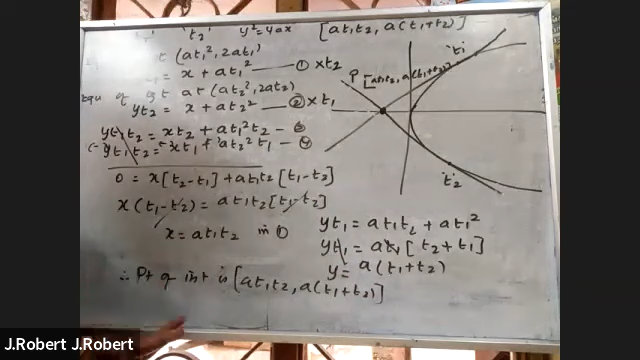 't2' y² = 4ax [at1t2, a(t1+t2)]
t (at1², 2at1)
= x + at1² — ① × t2
equ of tgt at (at2², 2at2)
yt2 = x + at2² — ② × t1
yt1t2 = xt2 + at1²t2 — ③
(-) yt1t2 = xt1 + at2²t1 — ④
0 = x[t2-t1] + at1t2[t1-t2]
x(t1-t2) = at1t2[t1-t2]
x = at1t2 in ①
∴ Pt of int is [at1t2, a(t1+t2)]
yt1 = at1t2 + at1²
yt1 = at1[t2+t1]
y = a(t1+t2)
't1'
P [at1t2, a(t1+t2)]
't2'
J.Robert J.Robert